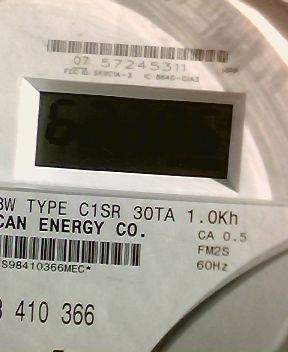 07 57245311
3W TYPE C1SR 30TA 1.0Kh
CAN ENERGY CO.
CA 0.5
FM2S
60Hz
S98410366MEC*
410 366